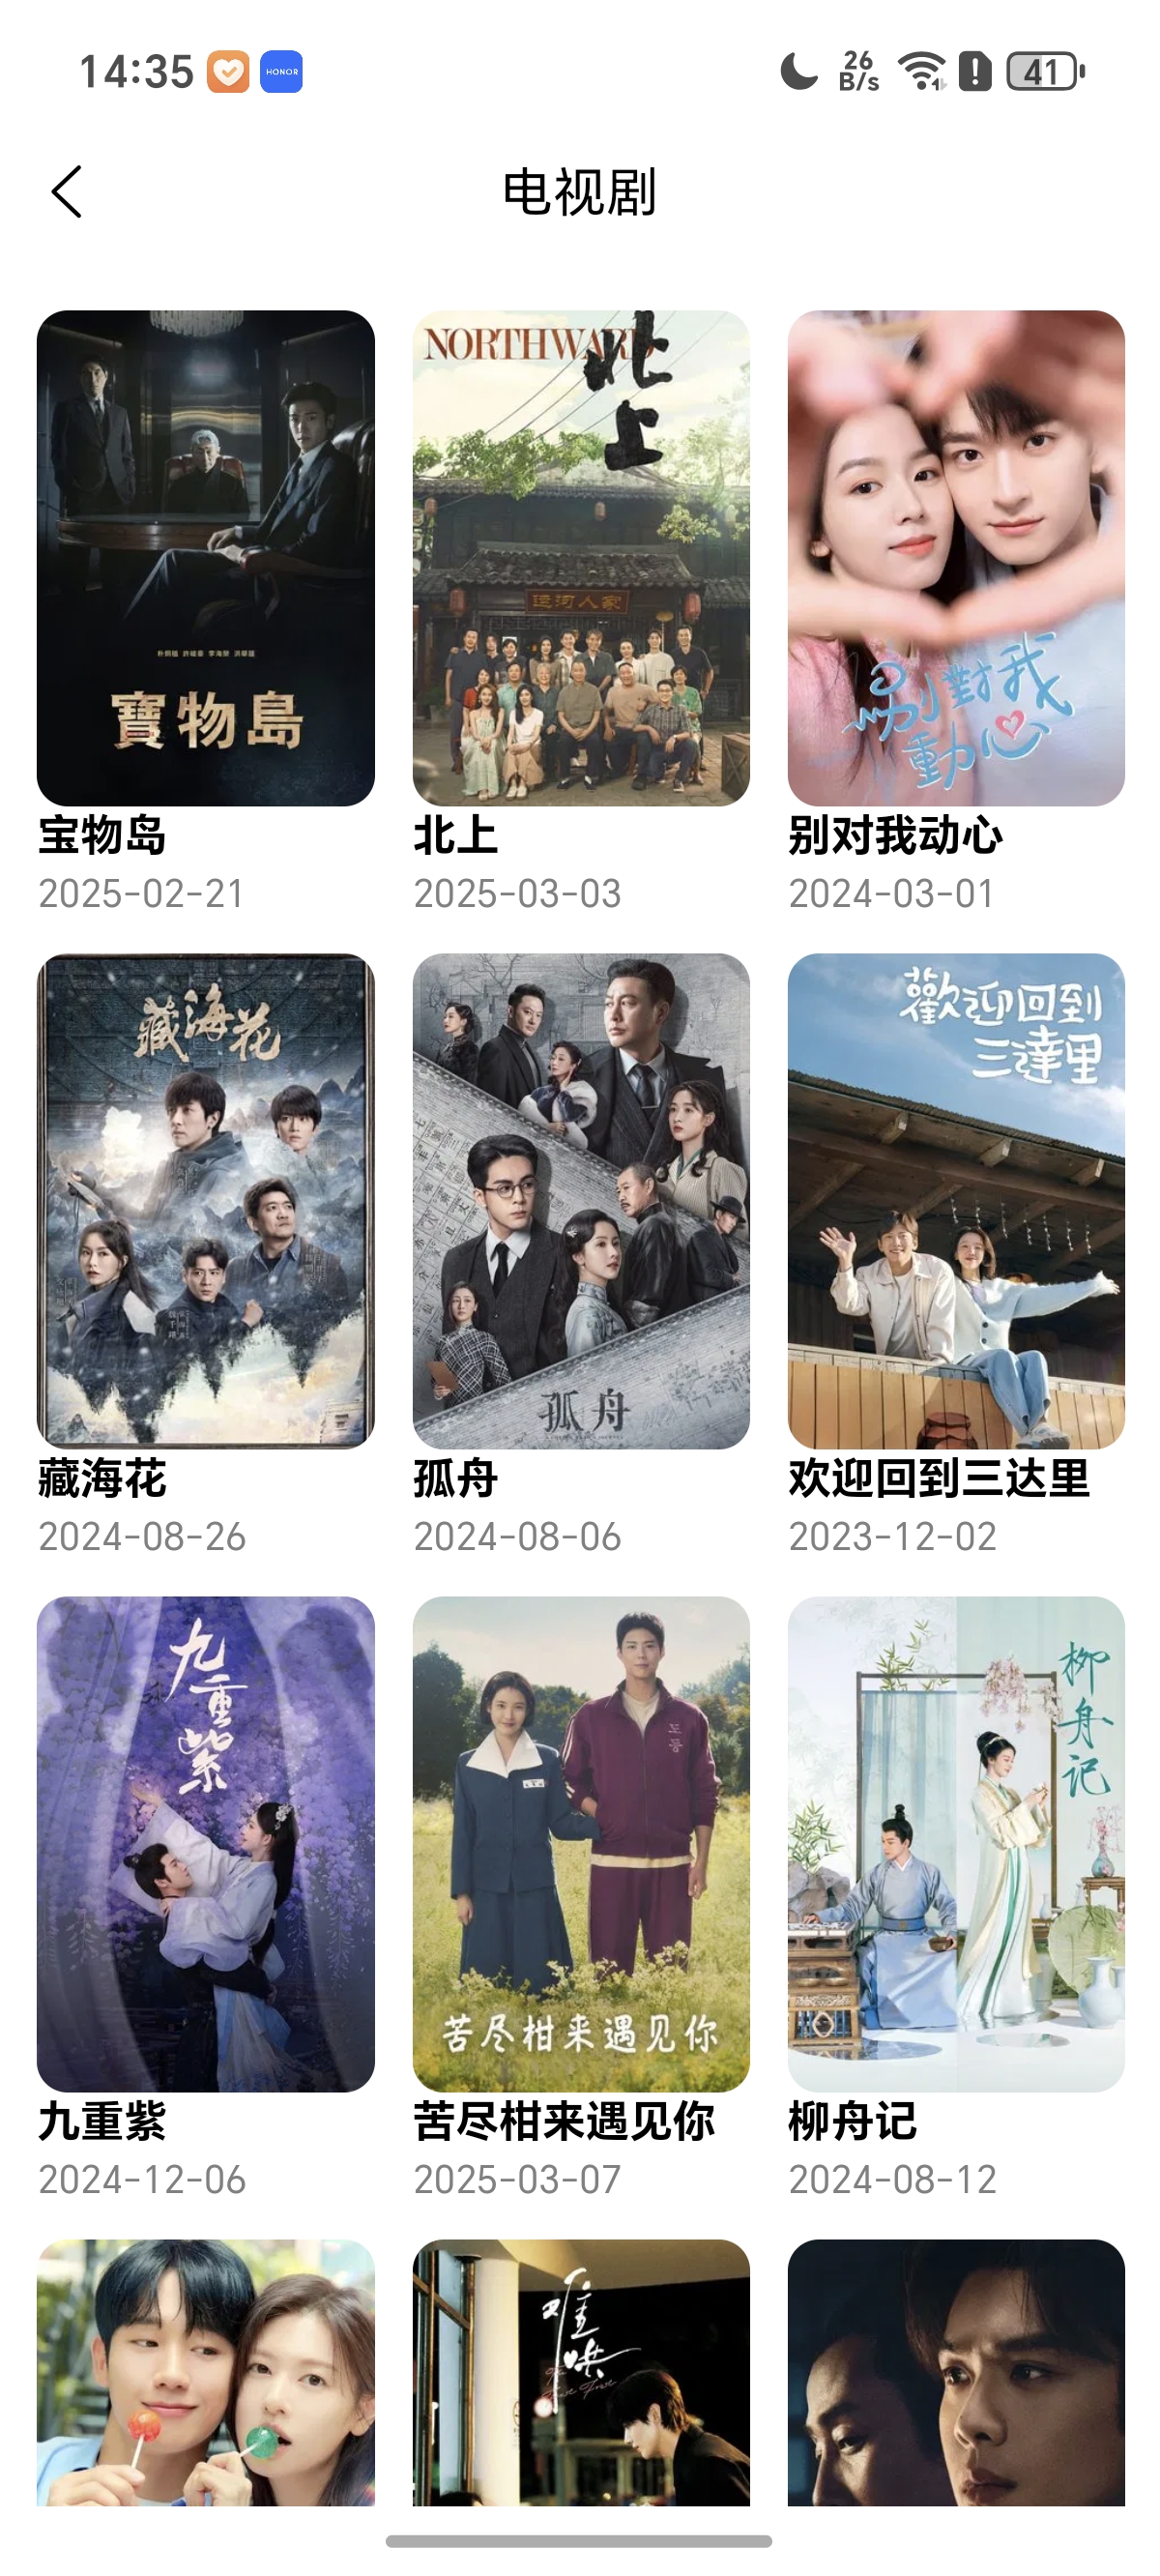 14:35
HONOR
26
B/s
41
电视剧
寶物島
宝物岛
2025-02-21
NORTHWARD
北上
运河人家
北上
2025-03-03
别對我
動心
别对我动心
2024-03-01
藏海花
藏海花
2024-08-26
孤舟
孤舟
2024-08-06
歡迎回到
三達里
欢迎回到三达里
2023-12-02
九重紫
九重紫
2024-12-06
苦尽柑来遇见你
苦尽柑来遇见你
2025-03-07
柳舟记
柳舟记
2024-08-12
难哄